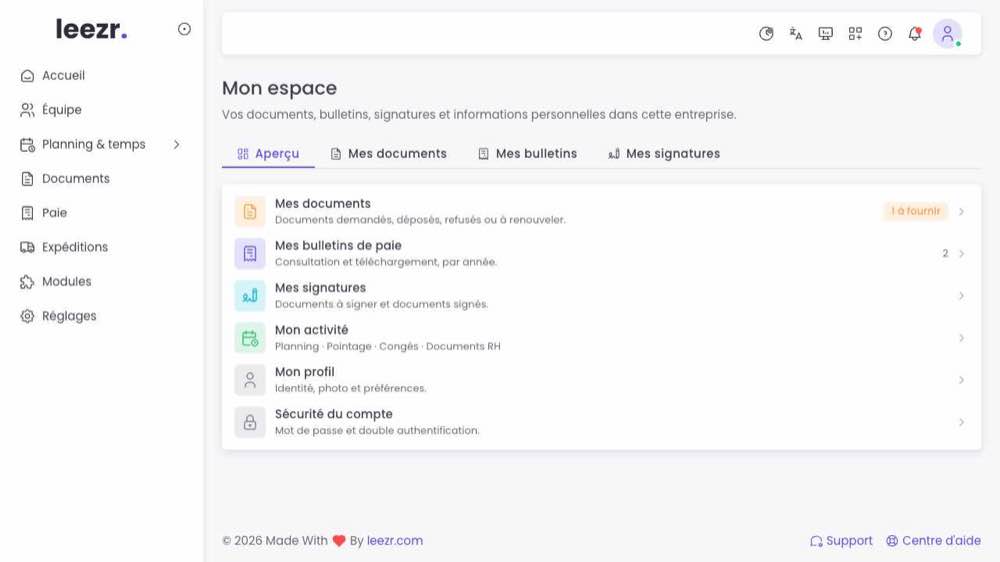 leezr.
Accueil
Équipe
Planning & temps
Documents
Paie
Expéditions
Modules
Réglages
Mon espace
Vos documents, bulletins, signatures et informations personnelles dans cette entreprise.
Aperçu
Mes documents
Mes bulletins
Mes signatures
Mes documents
Documents demandés, déposés, refusés ou à renouveler.
1 à fournir
Mes bulletins de paie
Consultation et téléchargement, par année.
2
Mes signatures
Documents à signer et documents signés.
Mon activité
Planning · Pointage · Congés · Documents RH
Mon profil
Identité, photo et préférences.
Sécurité du compte
Mot de passe et double authentification.
© 2026 Made With ❤ By leezr.com
Support
Centre d'aide